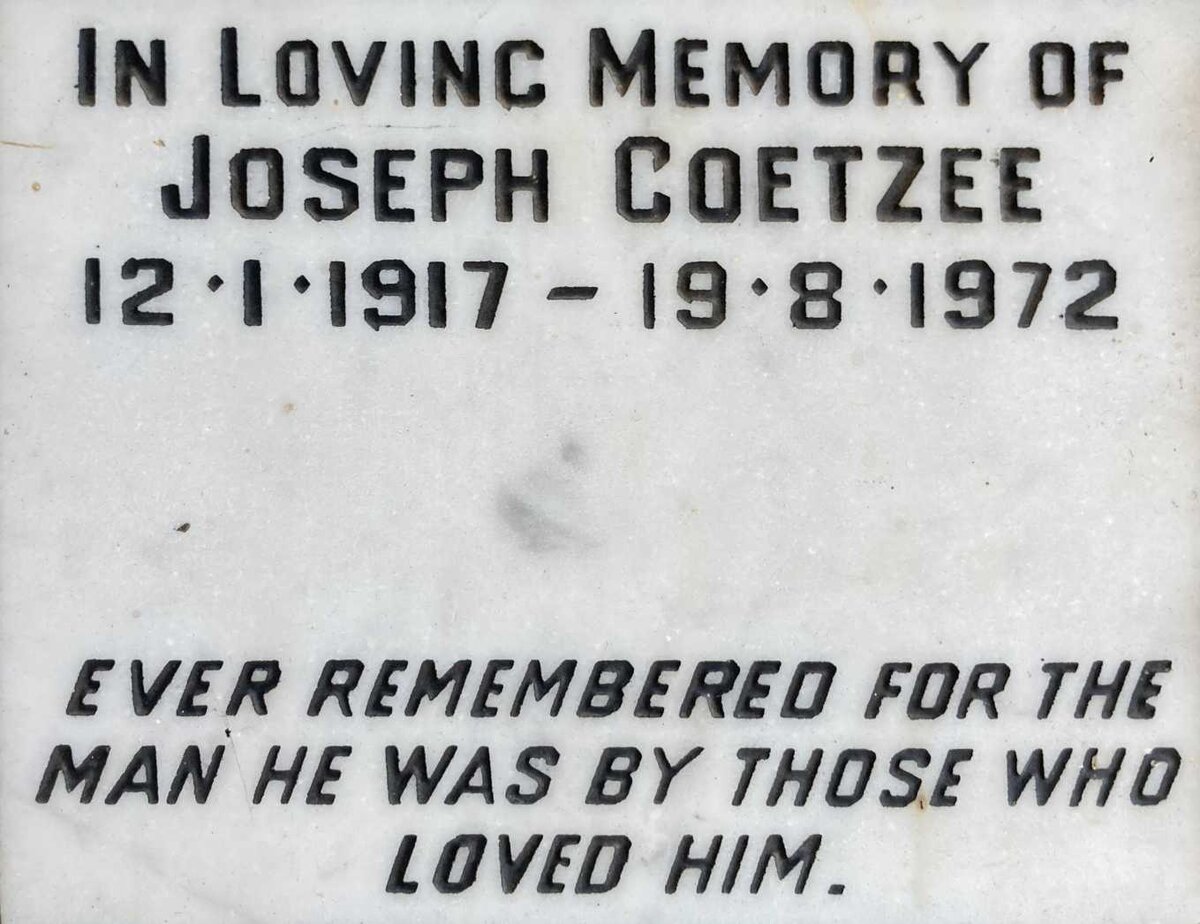 IN LOVING MEMORY OF
JOSEPH COETZEE
12·1·1917 – 19·8·1972
EVER REMEMBERED FOR THE
MAN HE WAS BY THOSE WHO
LOVED HIM.